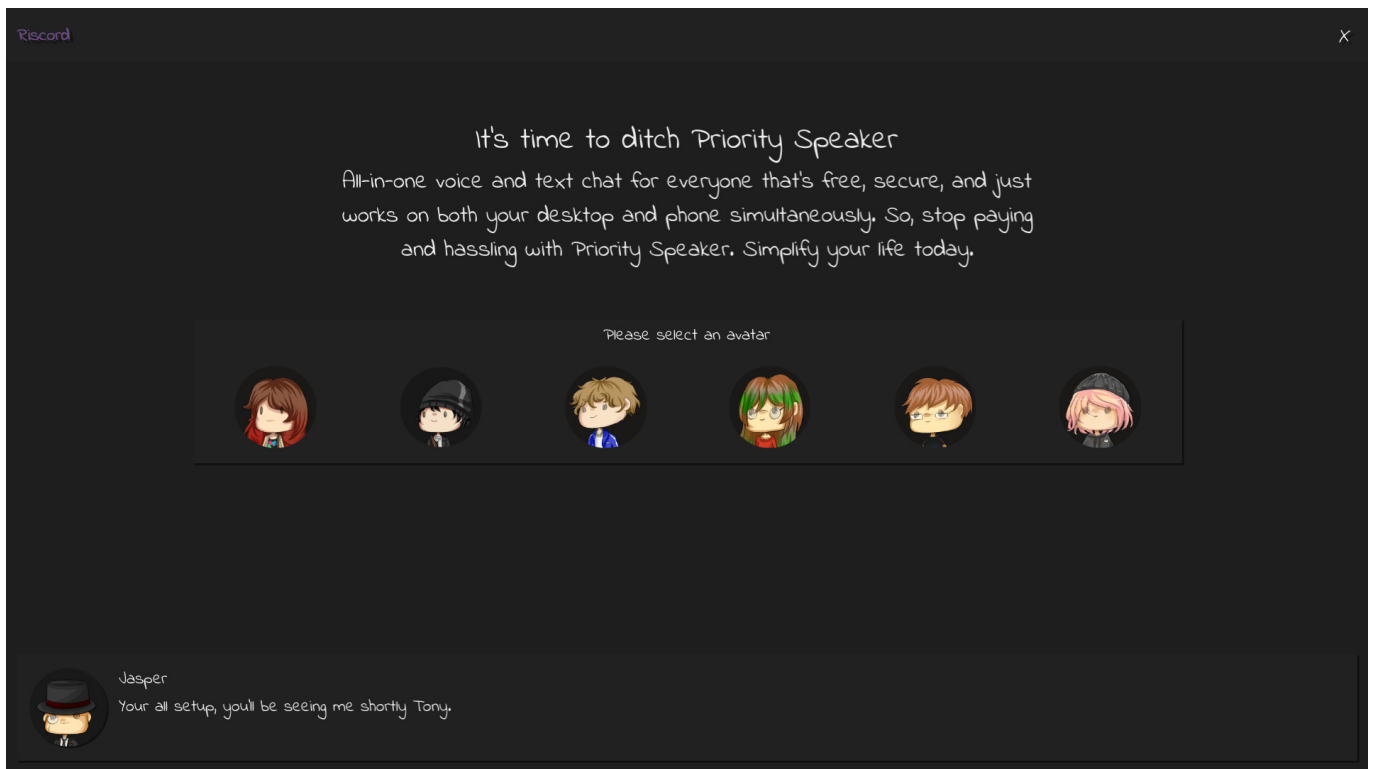 Riscord
X
It's time to ditch Priority Speaker
All-in-one voice and text chat for everyone that's free, secure, and just
works on both your desktop and phone simultaneously. So, stop paying
and hassling with Priority Speaker. Simplify your life today.
Please select an avatar
Jasper
Your all setup, you'll be seeing me shortly Tony.